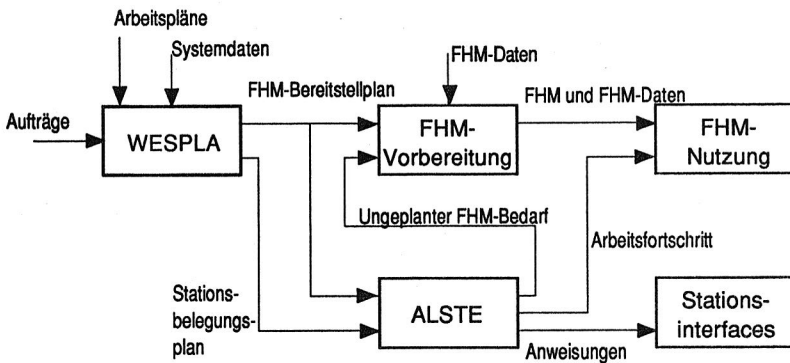 Arbeitspläne
Systemdaten
FHM-Daten
FHM-Bereitstellplan
FHM und FHM-Daten
Aufträge
WESPLA
FHM-
Vorbereitung
FHM-
Nutzung
Ungeplanter FHM-Bedarf
Arbeitsfortschritt
Stations-
belegungs-
plan
ALSTE
Stations-
interfaces
Anweisungen